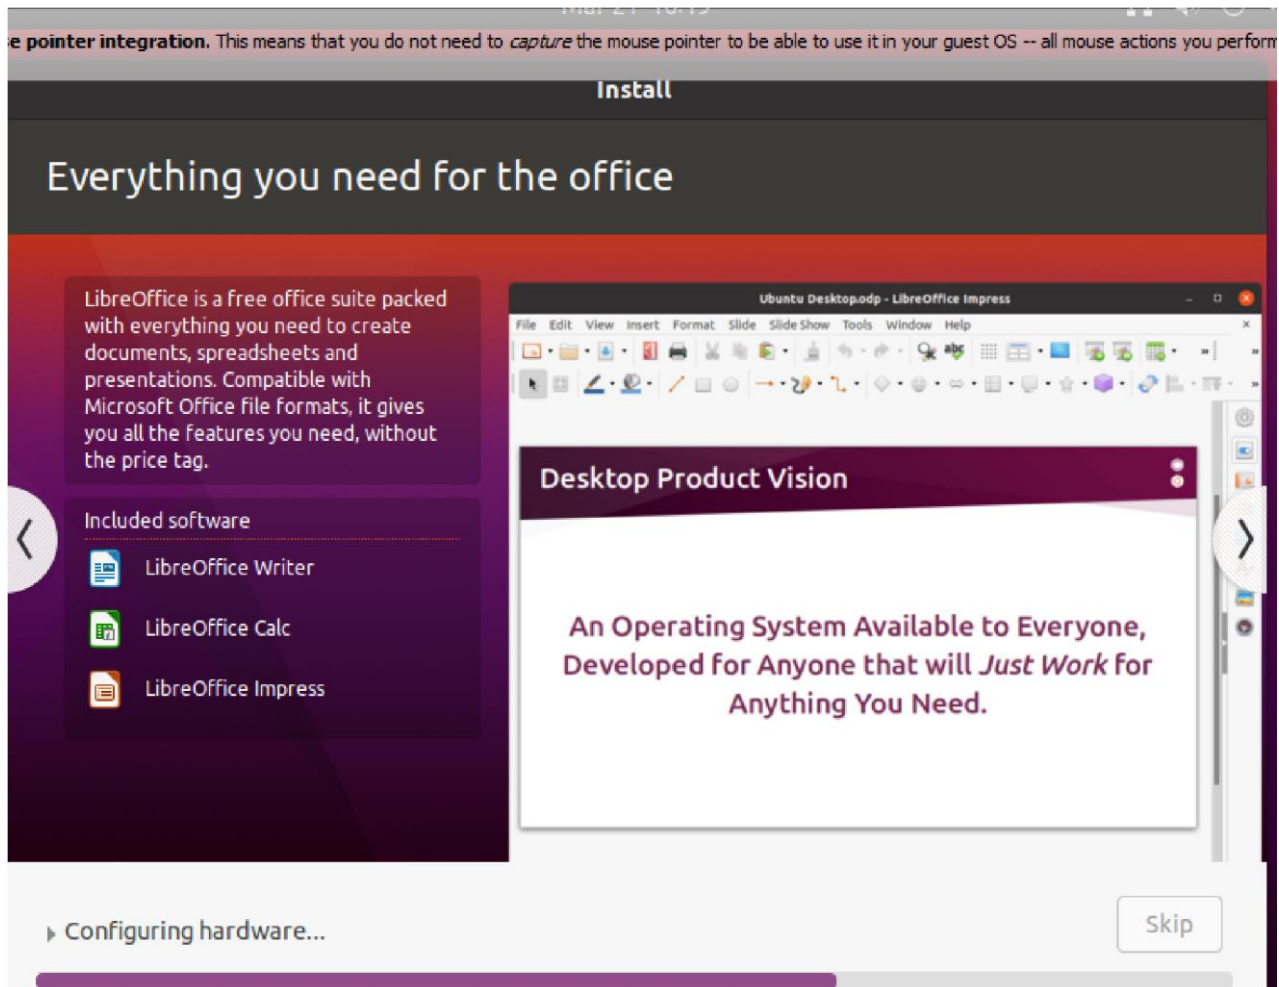 Mar 21 18:19
e pointer integration. This means that you do not need to capture the mouse pointer to be able to use it in your guest OS -- all mouse actions you perform
Install
Everything you need for the office
LibreOffice is a free office suite packed
with everything you need to create
documents, spreadsheets and
presentations. Compatible with
Microsoft Office file formats, it gives
you all the features you need, without
the price tag.
Included software
LibreOffice Writer
LibreOffice Calc
LibreOffice Impress
Ubuntu Desktop.odp - LibreOffice Impress
File Edit View Insert Format Slide Slide Show Tools Window Help
Desktop Product Vision
An Operating System Available to Everyone,
Developed for Anyone that will Just Work for
Anything You Need.
Configuring hardware...
Skip